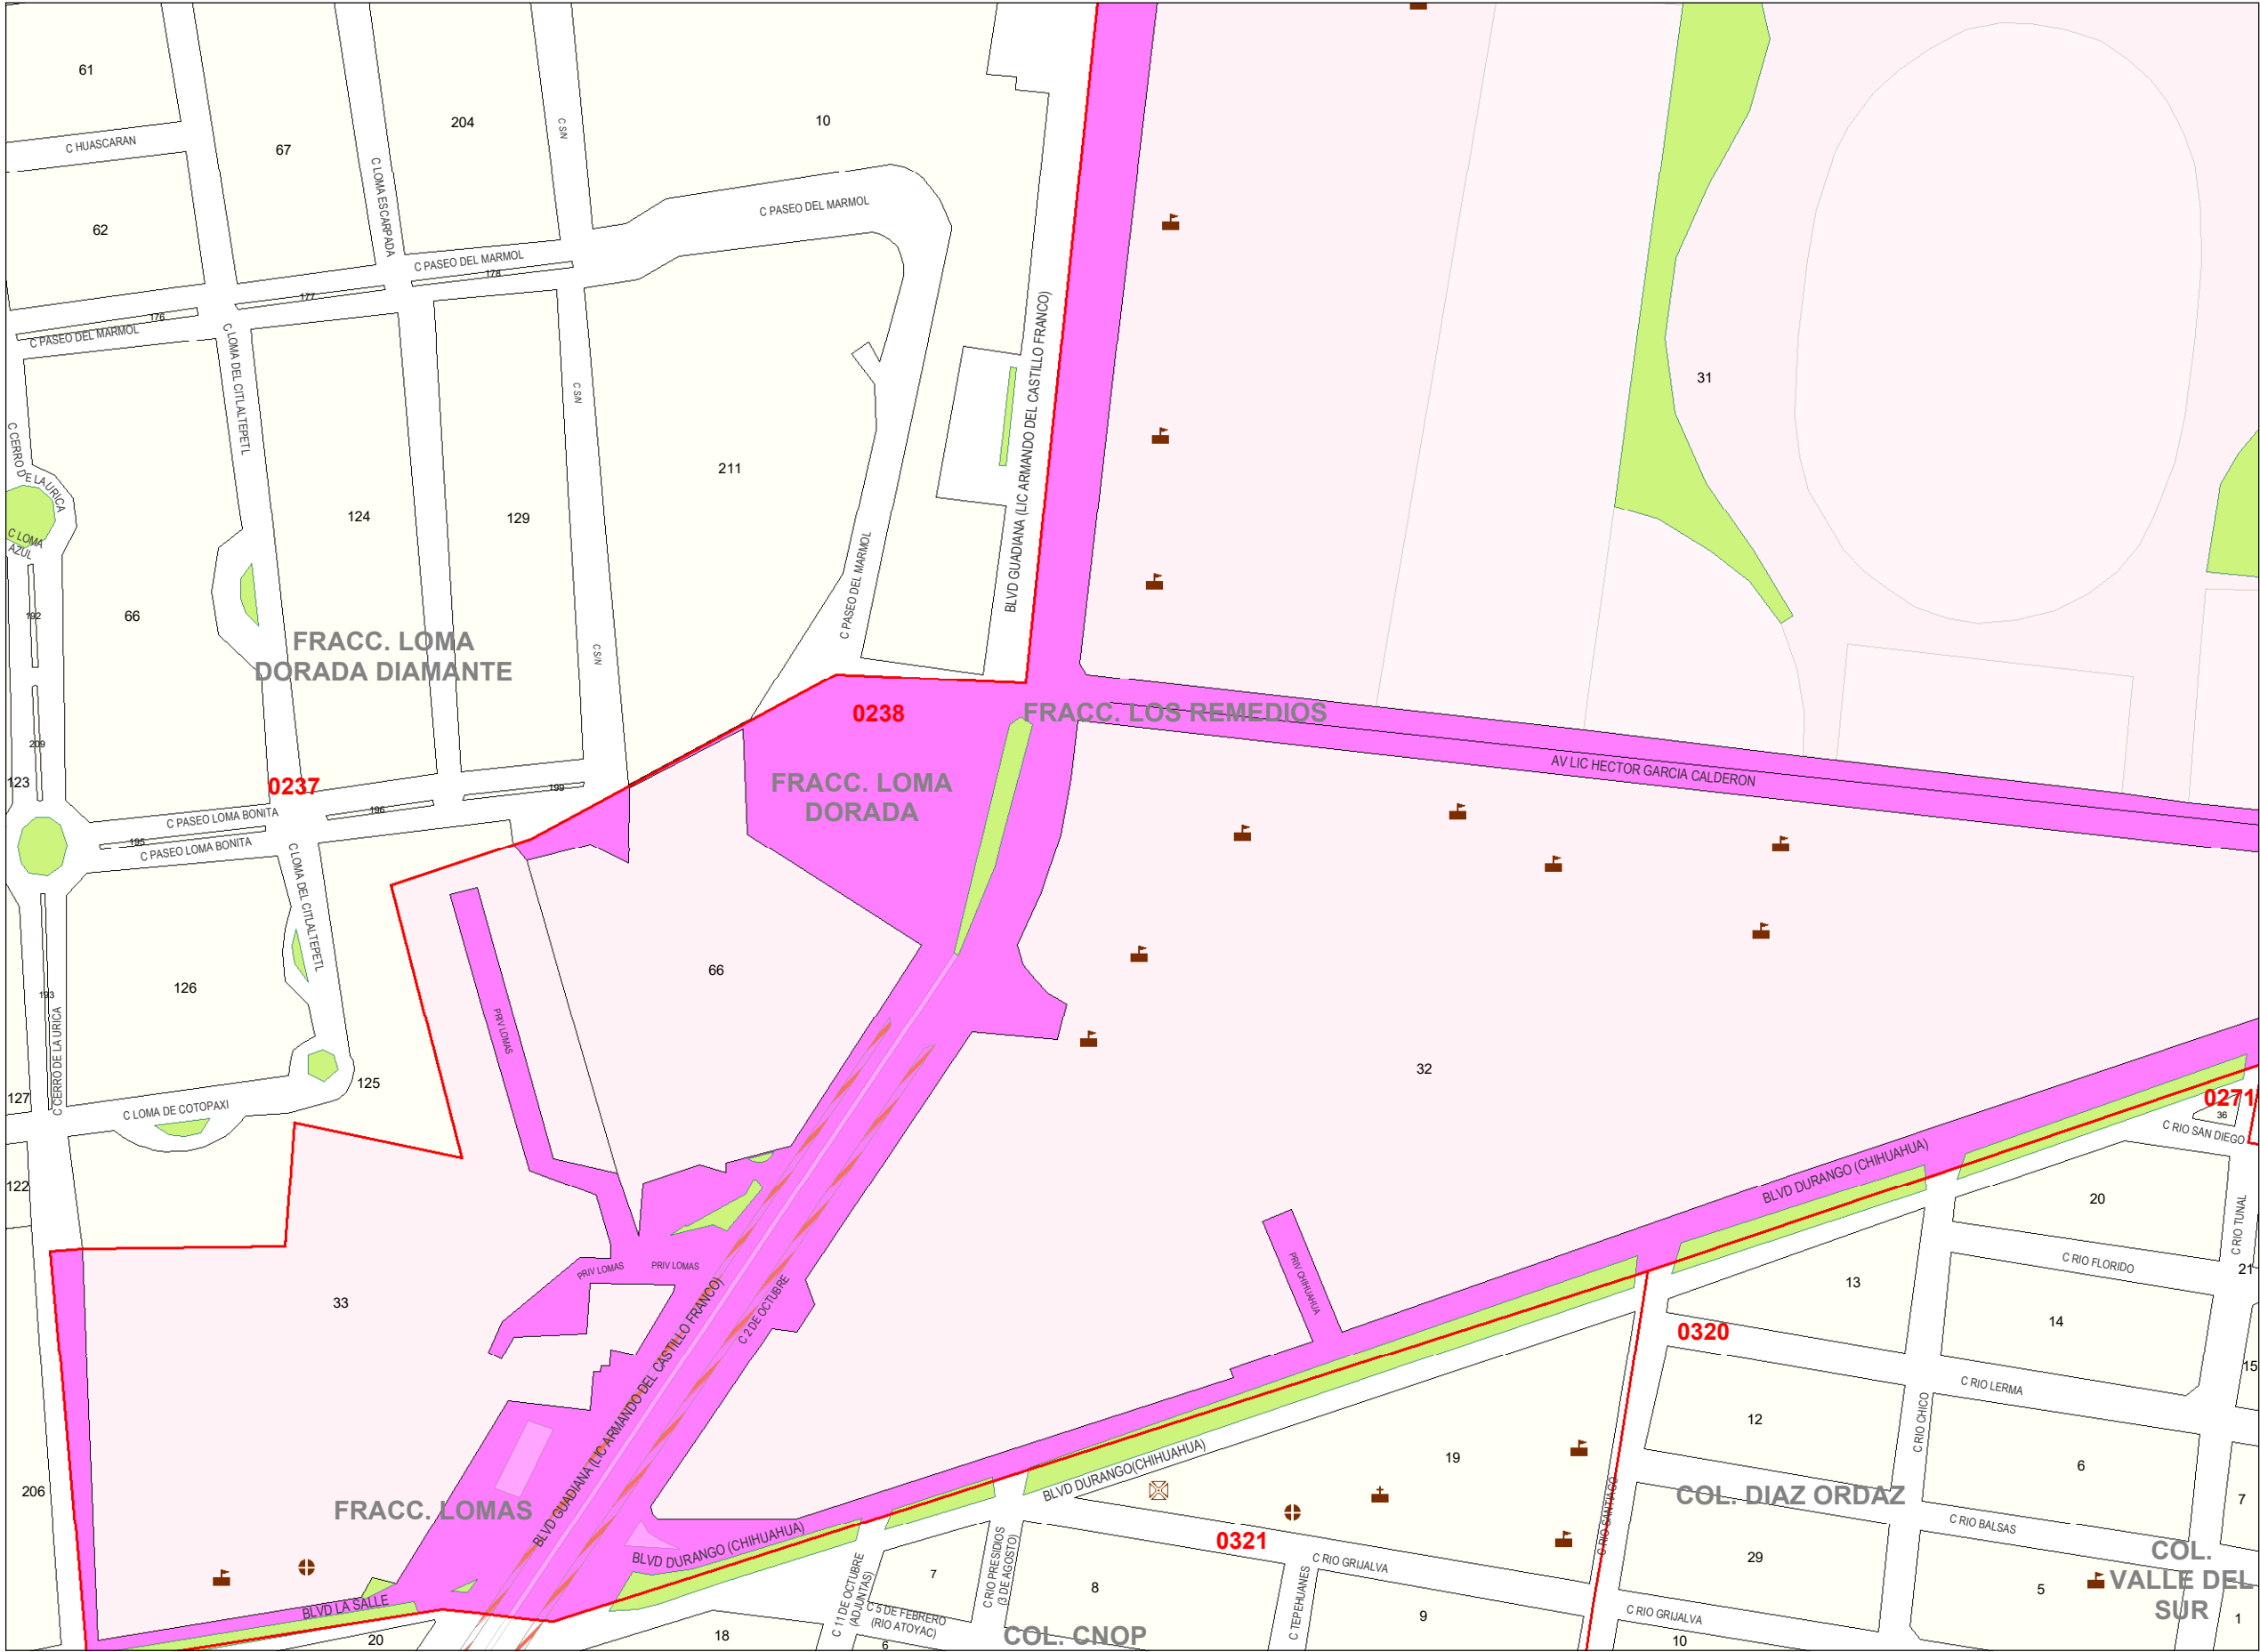 61
C HUASCARAN
67
204
C LOMA ESCARPADA
C S/N
10
62
C PASEO DEL MARMOL
C PASEO DEL MARMOL
174
177
176
C PASEO DEL MARMOL
C LOMA DEL CITLALTEPETL
C S/N
BLVD GUADIANA (LIC ARMANDO DEL CASTILLO FRANCO)
31
C CERRO DE LA URICA
211
C LOMA
AZUL
124
129
C PASEO DEL MARMOL
192
66
FRACC. LOMA
DORADA DIAMANTE
C S/N
0238
FRACC. LOS REMEDIOS
209
123
0237
FRACC. LOMA
DORADA
AV LIC HECTOR GARCIA CALDERON
199
196
C PASEO LOMA BONITA
195
C PASEO LOMA BONITA
C LOMA DEL CITLALTEPETL
66
126
193
C CERRO DE LA URICA
PRIV LOMAS
32
125
127
C LOMA DE COTOPAXI
0271
36
C RIO SAN DIEGO
122
BLVD DURANGO (CHIHUAHUA)
20
C RIO TUNAL
C RIO FLORIDO
21
PRIV LOMAS
PRIV LOMAS
PRIV CHIHUAHUA
33
13
14
0320
C 2 DE OCTUBRE
BLVD GUADIANA (LIC ARMANDO DEL CASTILLO FRANCO)
15
C RIO LERMA
12
C RIO CHICO
19
6
BLVD DURANGO(CHIHUAHUA)
206
FRACC. LOMAS
C RIO SANTIAGO
COL. DIAZ ORDAZ
7
C RIO BALSAS
0321
BLVD DURANGO (CHIHUAHUA)
C 11 DE OCTUBRE
(ADJUNTAS)
C RIO PRESIDIOS
(3 DE AGOSTO)
C RIO GRIJALVA
29
COL.
VALLE DEL
SUR
7
8
C TEPEHUANES
5
BLVD LA SALLE
C 5 DE FEBRERO
(RIO ATOYAC)
9
C RIO GRIJALVA
1
20
18
6
COL. CNOP
10